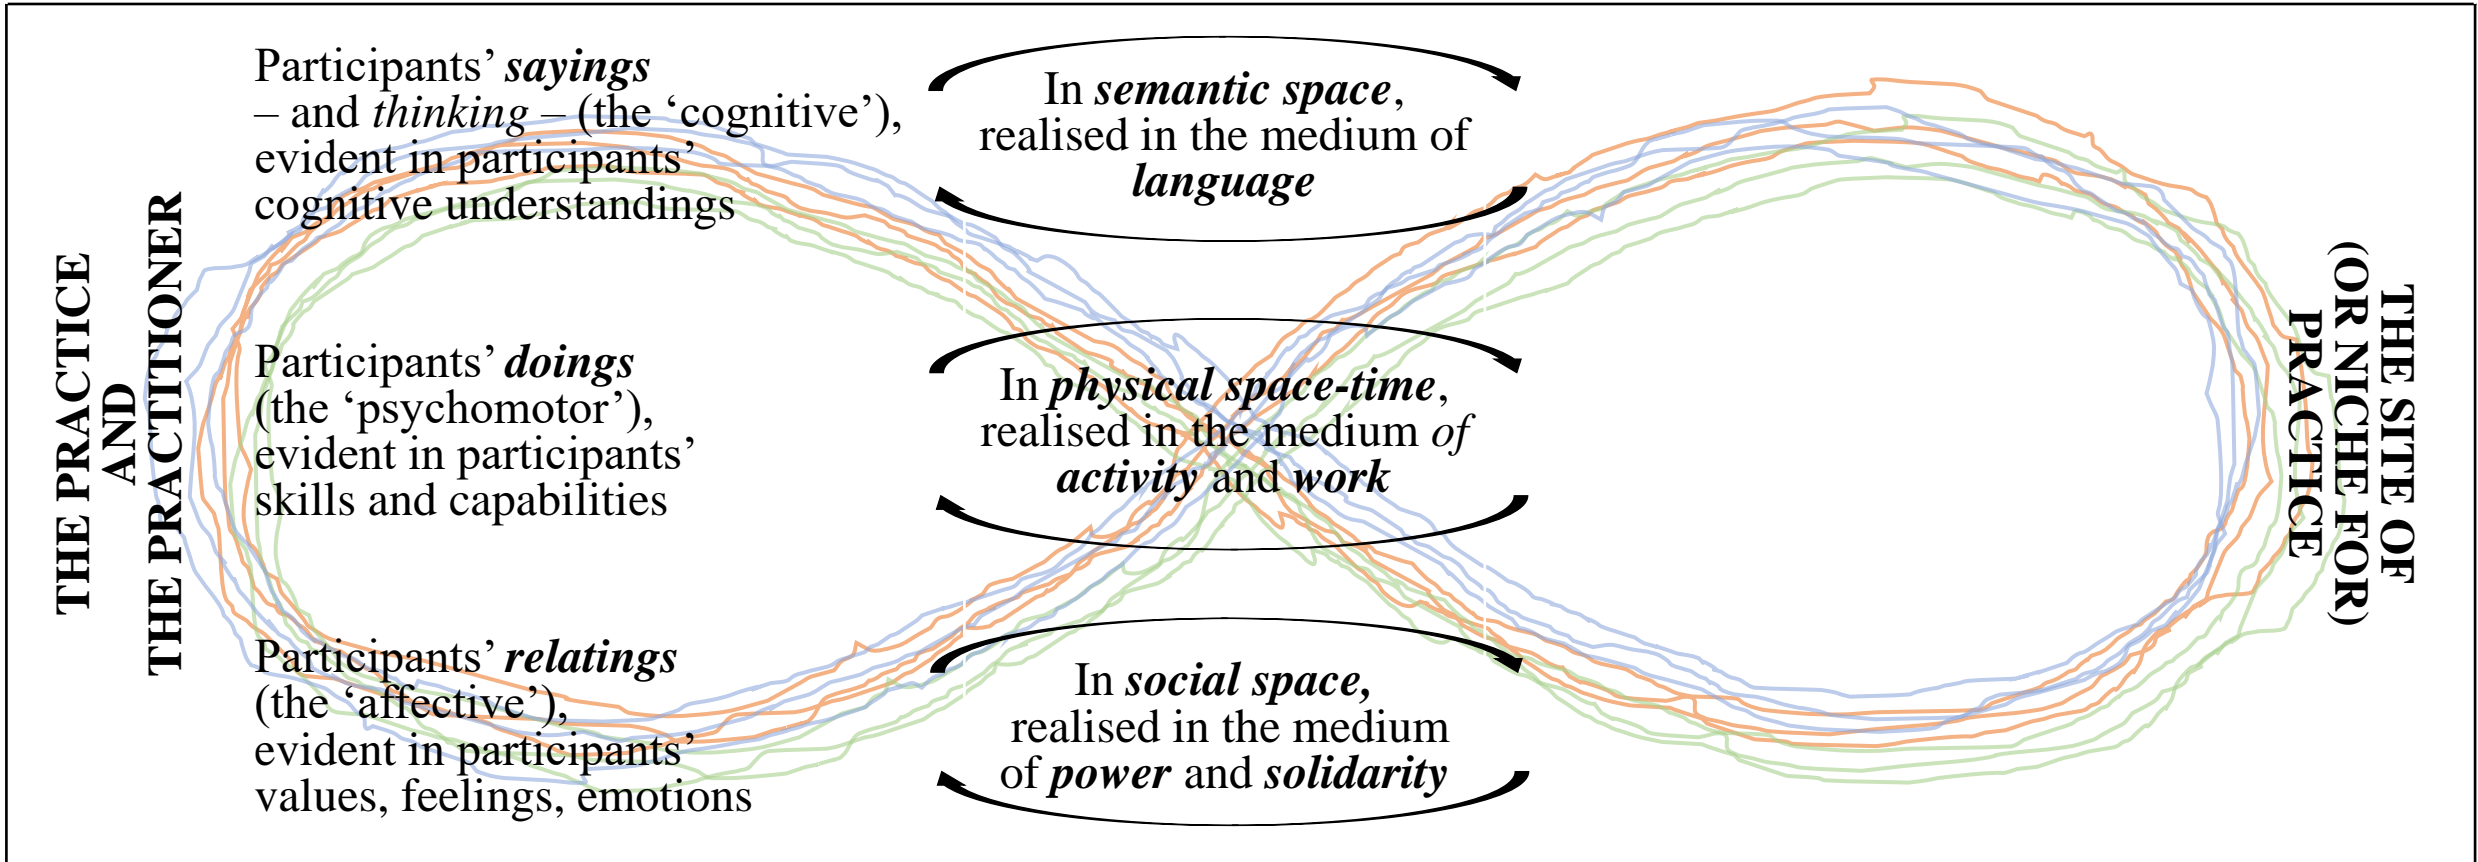 THE PRACTICE
AND
THE PRACTITIONER
Participants’ sayings
– and thinking – (the ‘cognitive’),
evident in participants’
cognitive understandings
In semantic space,
realised in the medium of
language
Participants’ doings
(the ‘psychomotor’),
evident in participants’
skills and capabilities
In physical space-time,
realised in the medium of
activity and work
Participants’ relatings
(the ‘affective’),
evident in participants’
values, feelings, emotions
In social space,
realised in the medium
of power and solidarity
THE SITE OF
(OR NICHE FOR)
PRACTICE